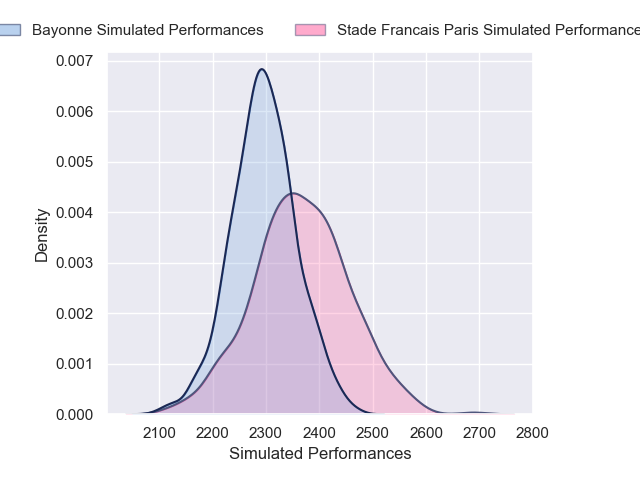 Bayonne Simulated Performances
Stade Francais Paris Simulated Performance
0.007
0.006
0.005
0.004
0.003
0.002
0.001
0.000
Density
2100 2200 2300 2400 2500 2600 2700 2800
Simulated Performances